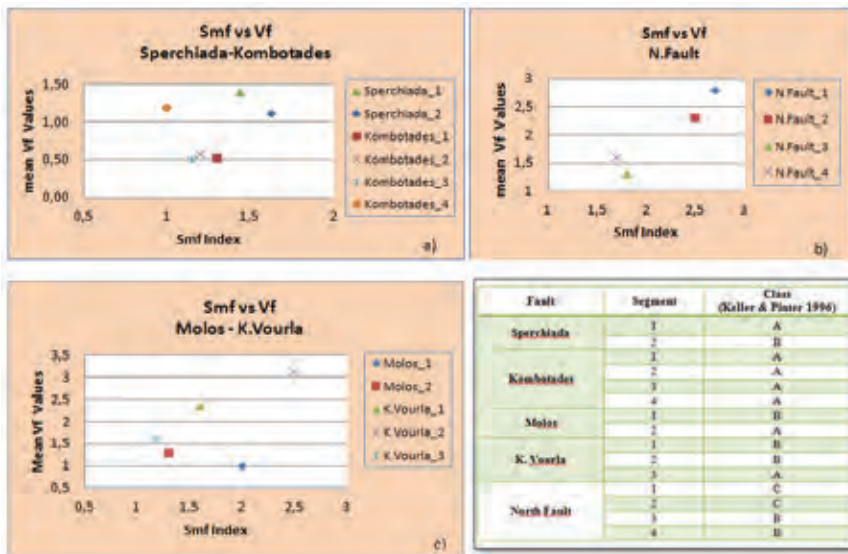 Smf vs Vf
Sperchiada-Kombotades
mean Vf Values
1,50
1,00
0,50
0,00
0,5
1
1,5
2
Smf Index
Sperchiada_1
Sperchiada_2
Kombotades_1
Kombotades_2
Kombotades_3
Kombotades_4
a)
Smf vs Vf
N.Fault
mean Vf Values
3
2,5
2
1,5
1
1
1,5
2
2,5
3
Smf Index
N.Fault_1
N.Fault_2
N.Fault_3
N.Fault_4
b)
Smf vs Vf
Molos - K.Vourla
Mean Vf Values
3,5
3
2,5
2
1,5
1
0,5
0,5
1
1,5
2
2,5
3
Smf Index
Molos_1
Molos_2
K.Vourla_1
K.Vourla_2
K.Vourla_3
c)
Fault Segment Class
(Keller & Pinter 1996)
Sperchiada 1 A
2 B
Kombotades 1 A
2 A
3 A
4 A
Molos 1 B
2 A
K. Vourla 1 B
2 B
3 A
North Fault 1 C
2 C
3 B
4 B